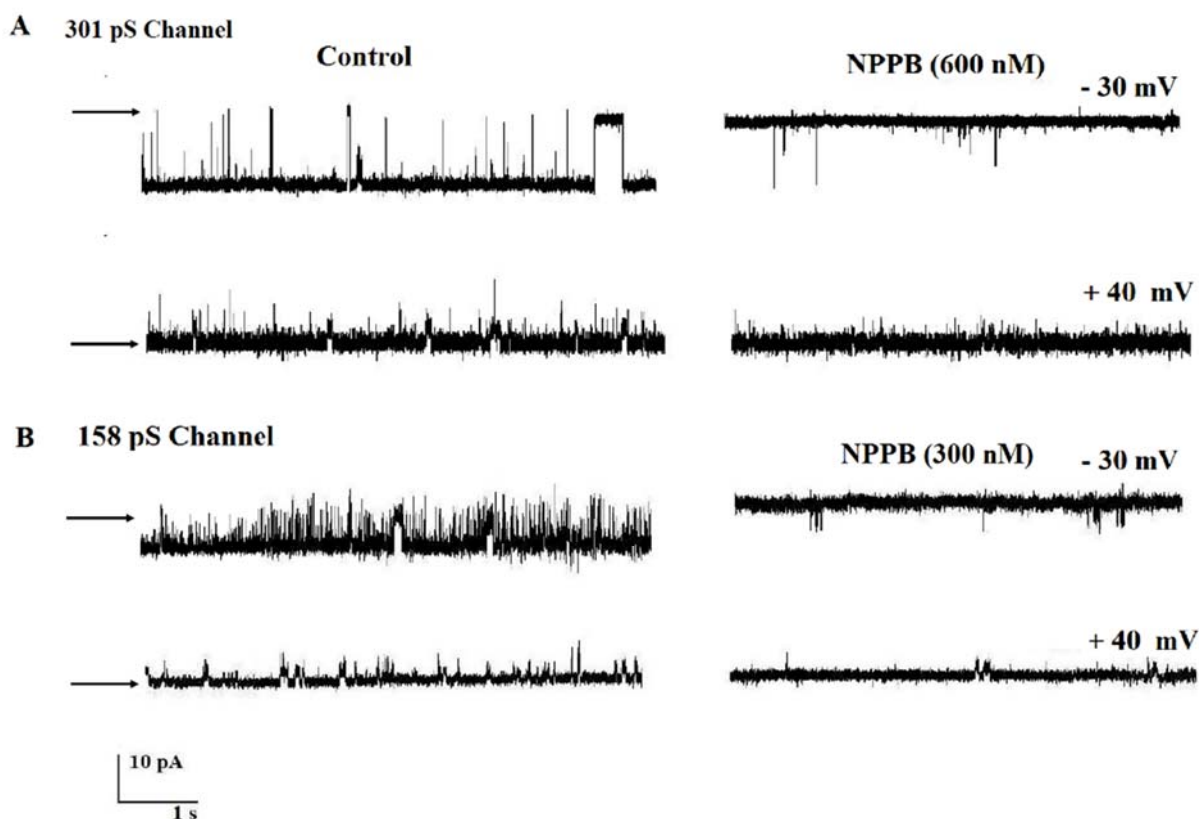 A 301 pS Channel
Control
NPPB (600 nM)
- 30 mV
+ 40 mV
B 158 pS Channel
NPPB (300 nM)
- 30 mV
+ 40 mV
10 pA
1 s